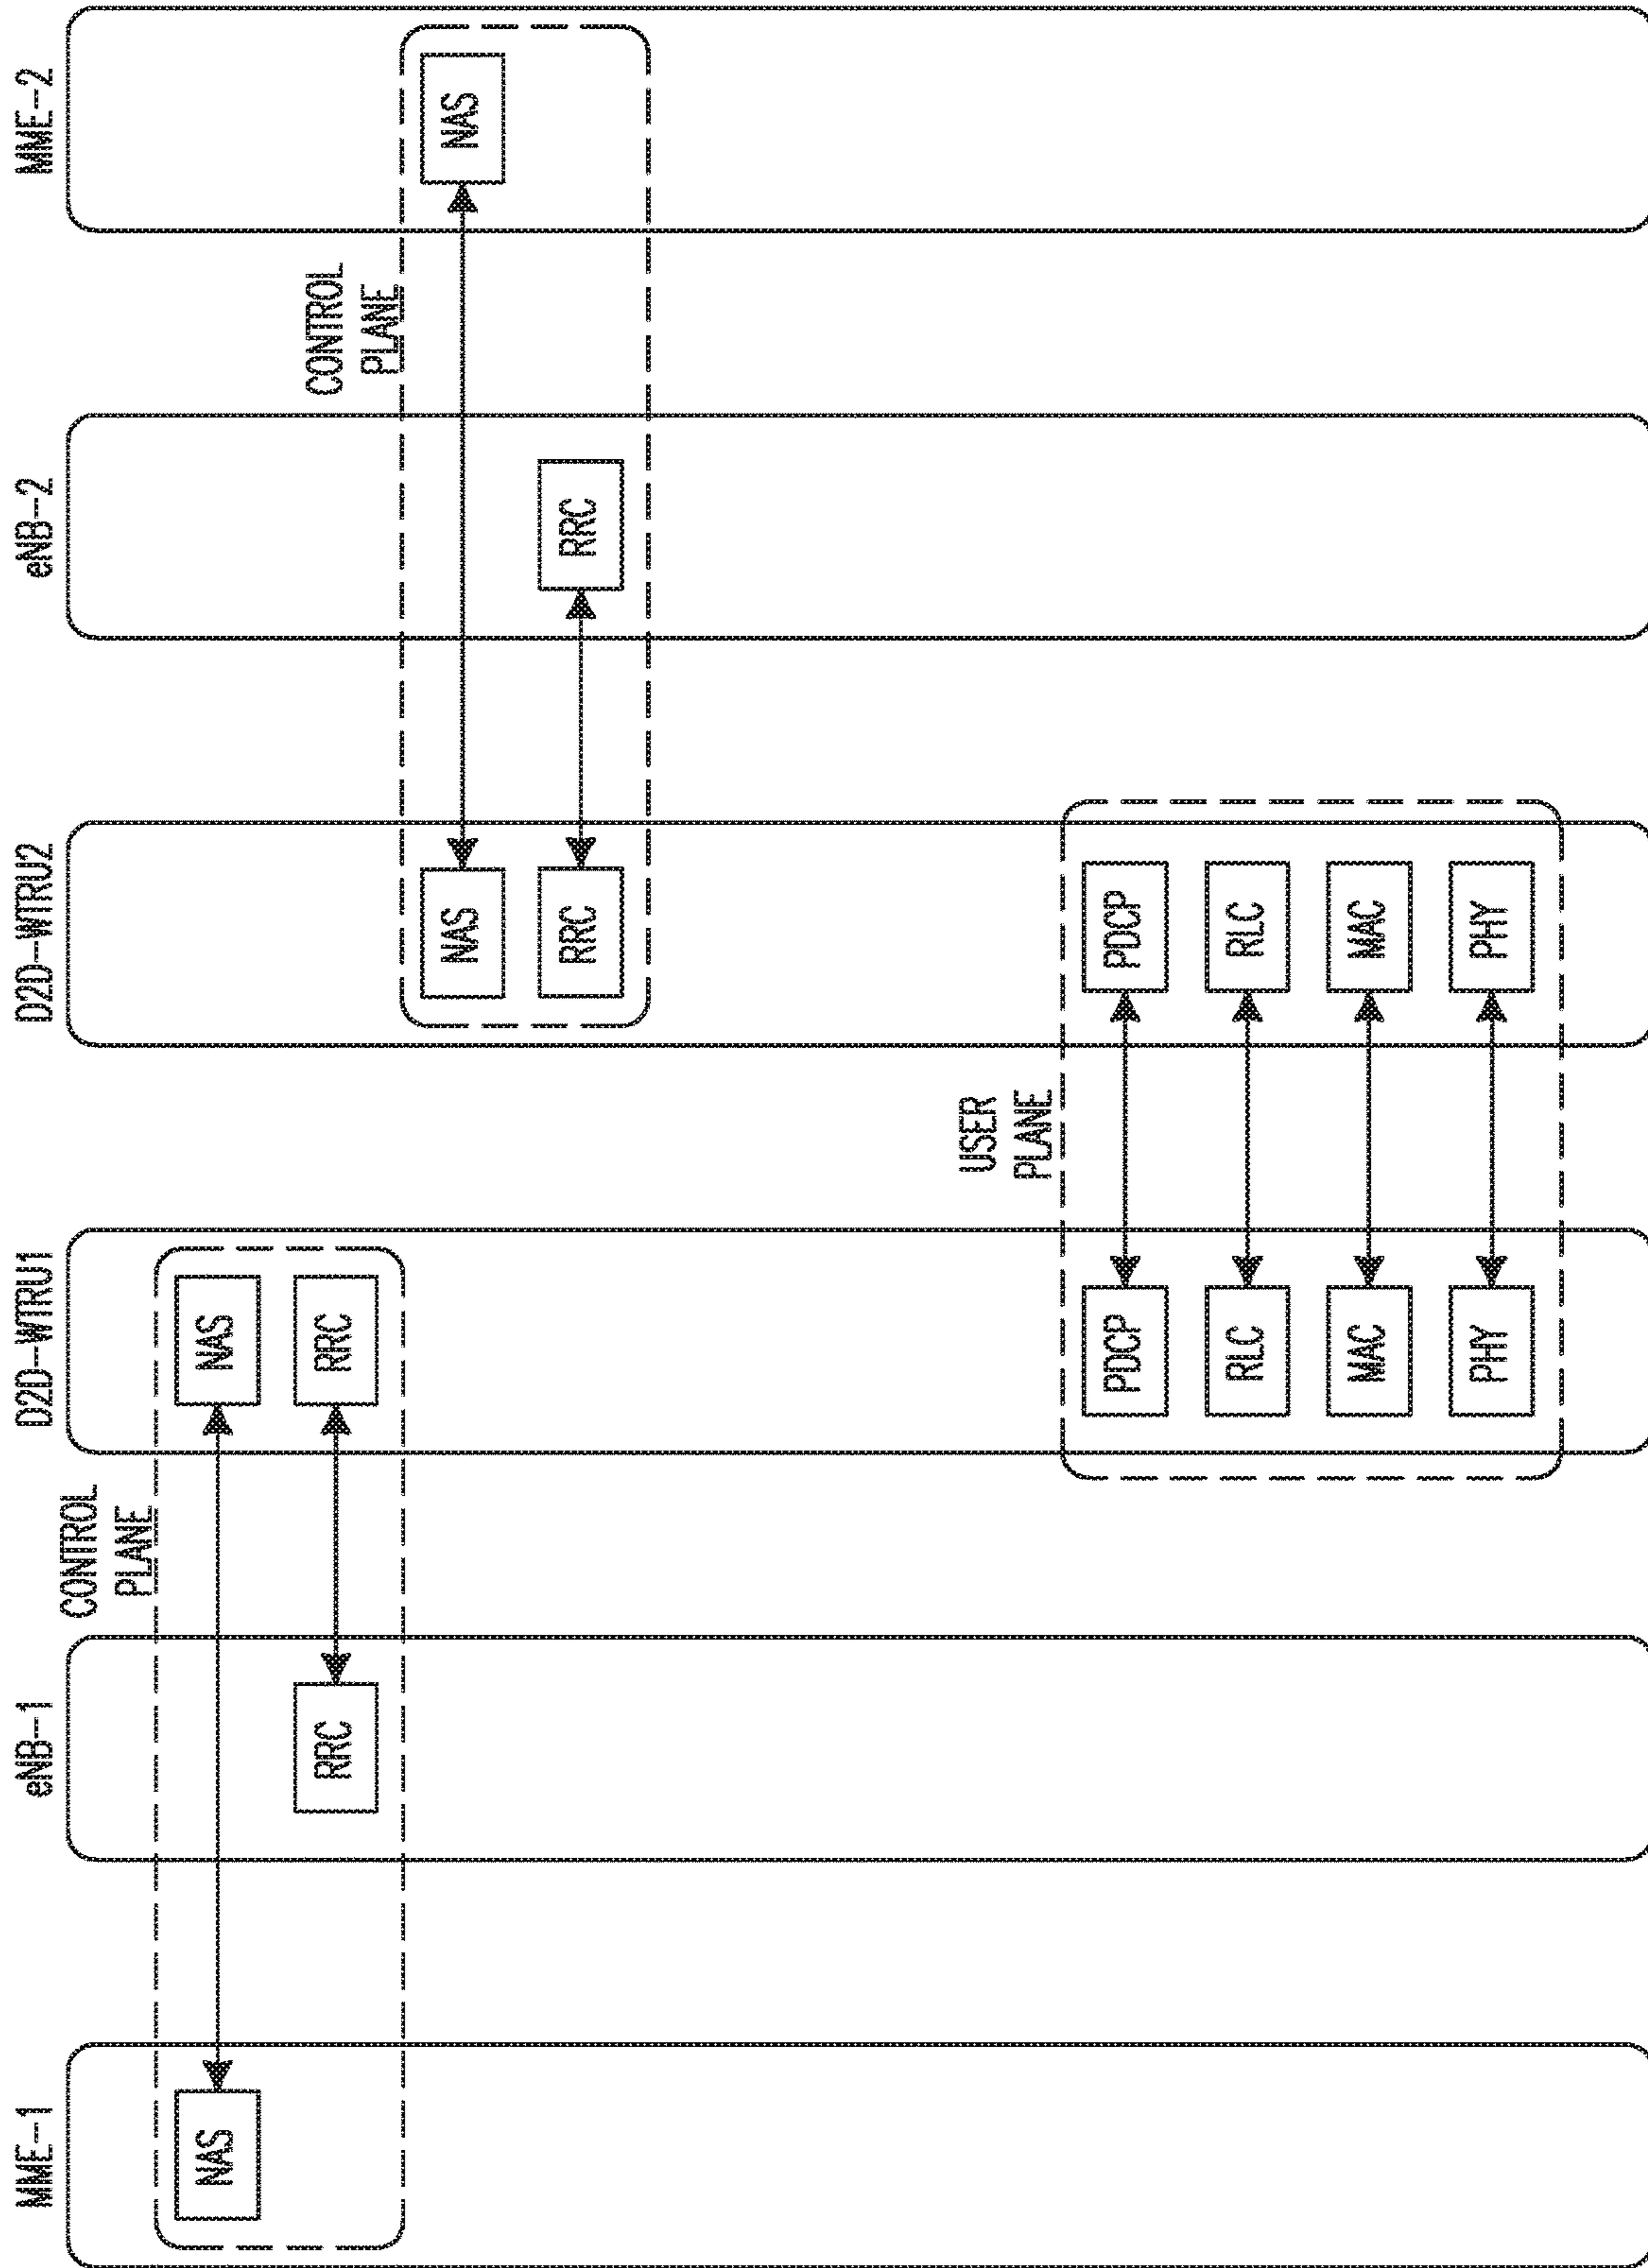 MME-1
eNB-1
D2D-WTRU1
D2D-WTRU2
eNB-2
MME-2
CONTROL
PLANE
NAS
NAS
RRC
RRC
CONTROL
PLANE
NAS
NAS
RRC
RRC
USER
PLANE
PDCP
PDCP
RLC
RLC
MAC
MAC
PHY
PHY